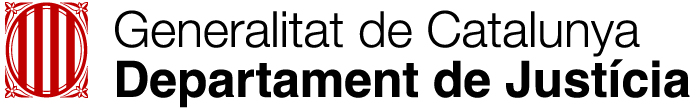 Generalitat de Catalunya
Departament de Justícia